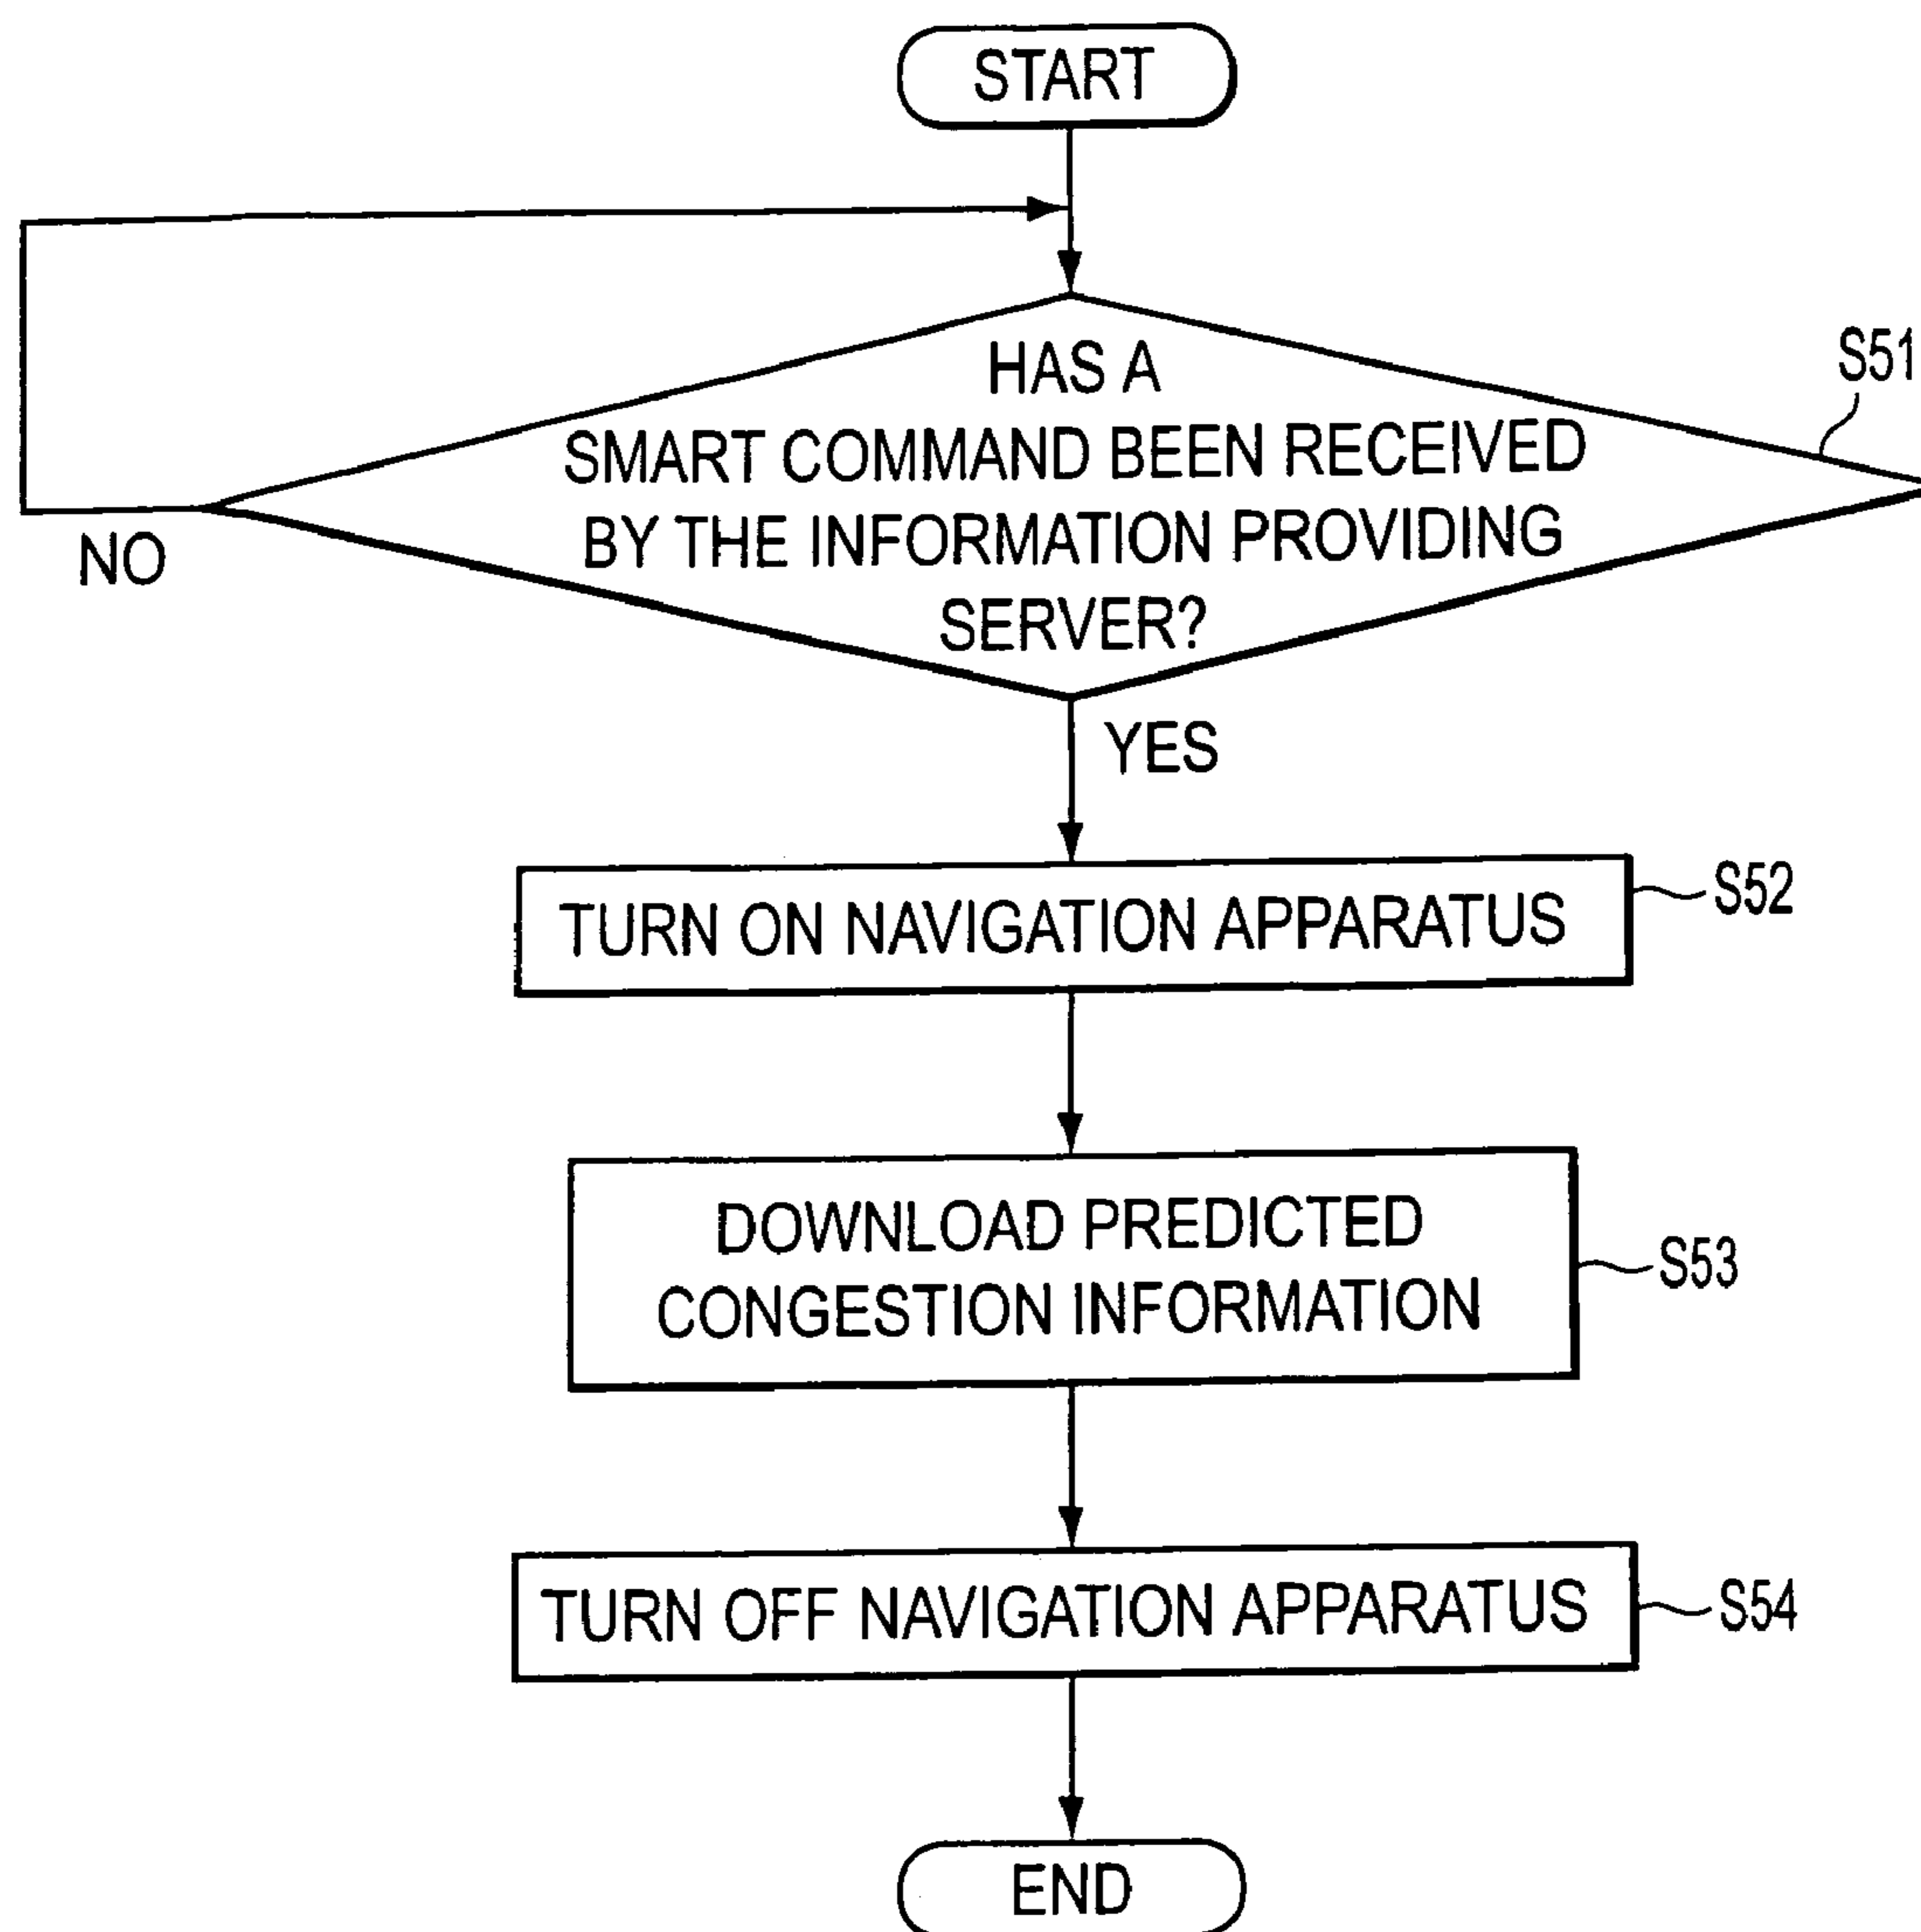 START
HAS A
S51
SMART COMMAND BEEN RECEIVED
BY THE INFORMATION PROVIDING
SERVER?
NO
YES
TURN ON NAVIGATION APPARATUS
S52
DOWNLOAD PREDICTED
CONGESTION INFORMATION
S53
TURN OFF NAVIGATION APPARATUS
S54
END